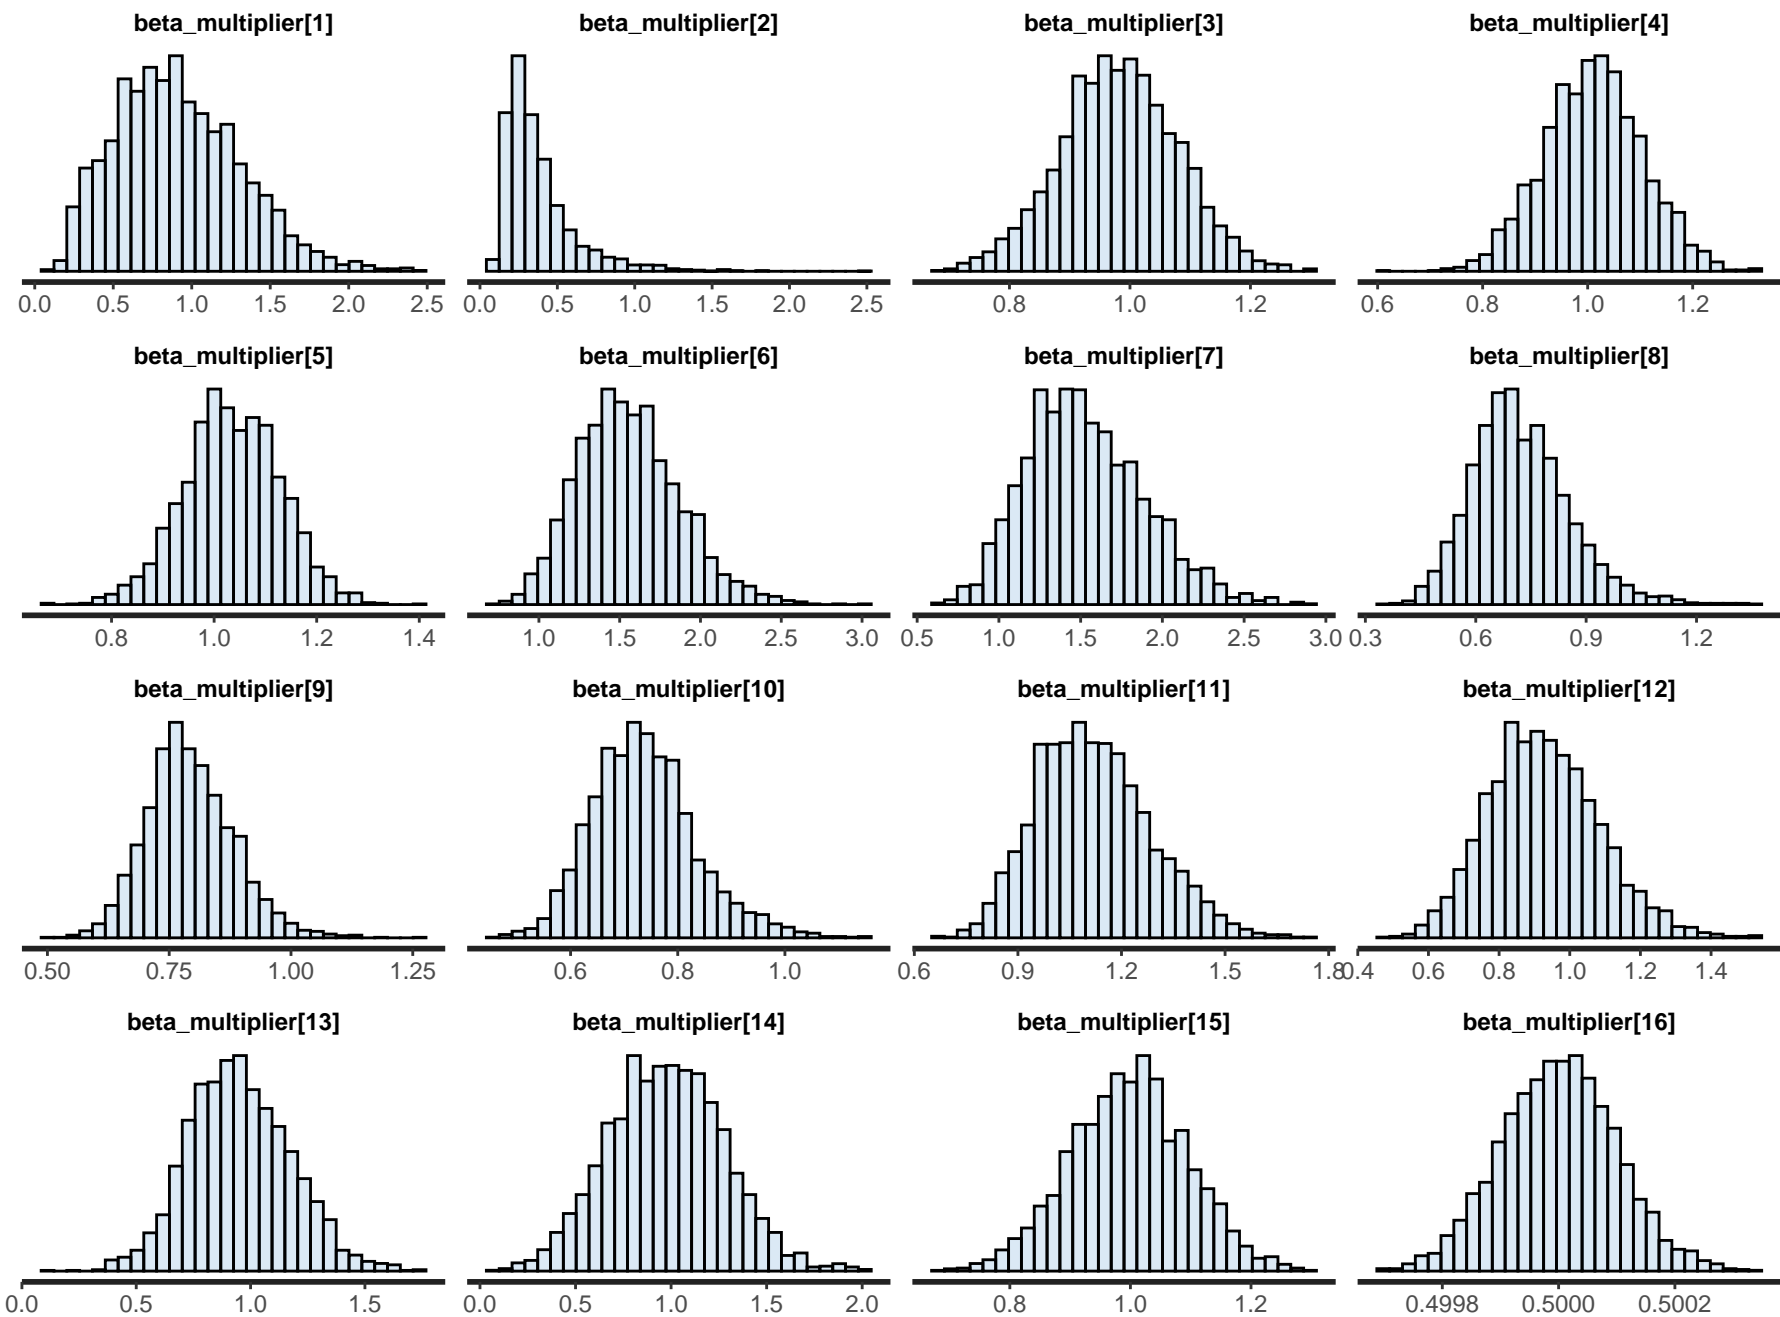 beta_multiplier[1] beta_multiplier[2] beta_multiplier[3] beta_multiplier[4]
0.0 0.5 1.0 1.5 2.0 2.5 0.0 0.5 1.0 1.5 2.0 2.5 0.8 1.0 1.2 0.6 0.8 1.0 1.2
beta_multiplier[5] beta_multiplier[6] beta_multiplier[7] beta_multiplier[8]
0.8 1.0 1.2 1.4 1.0 1.5 2.0 2.5 3.0 0.5 1.0 1.5 2.0 2.5 3.0 0.3 0.6 0.9 1.2
beta_multiplier[9] beta_multiplier[10] beta_multiplier[11] beta_multiplier[12]
0.50 0.75 1.00 1.25 0.6 0.8 1.0 0.6 0.9 1.2 1.5 1.8 0.4 0.6 0.8 1.0 1.2 1.4
beta_multiplier[13] beta_multiplier[14] beta_multiplier[15] beta_multiplier[16]
0.0 0.5 1.0 1.5 0.0 0.5 1.0 1.5 2.0 0.8 1.0 1.2 0.4998 0.5000 0.5002